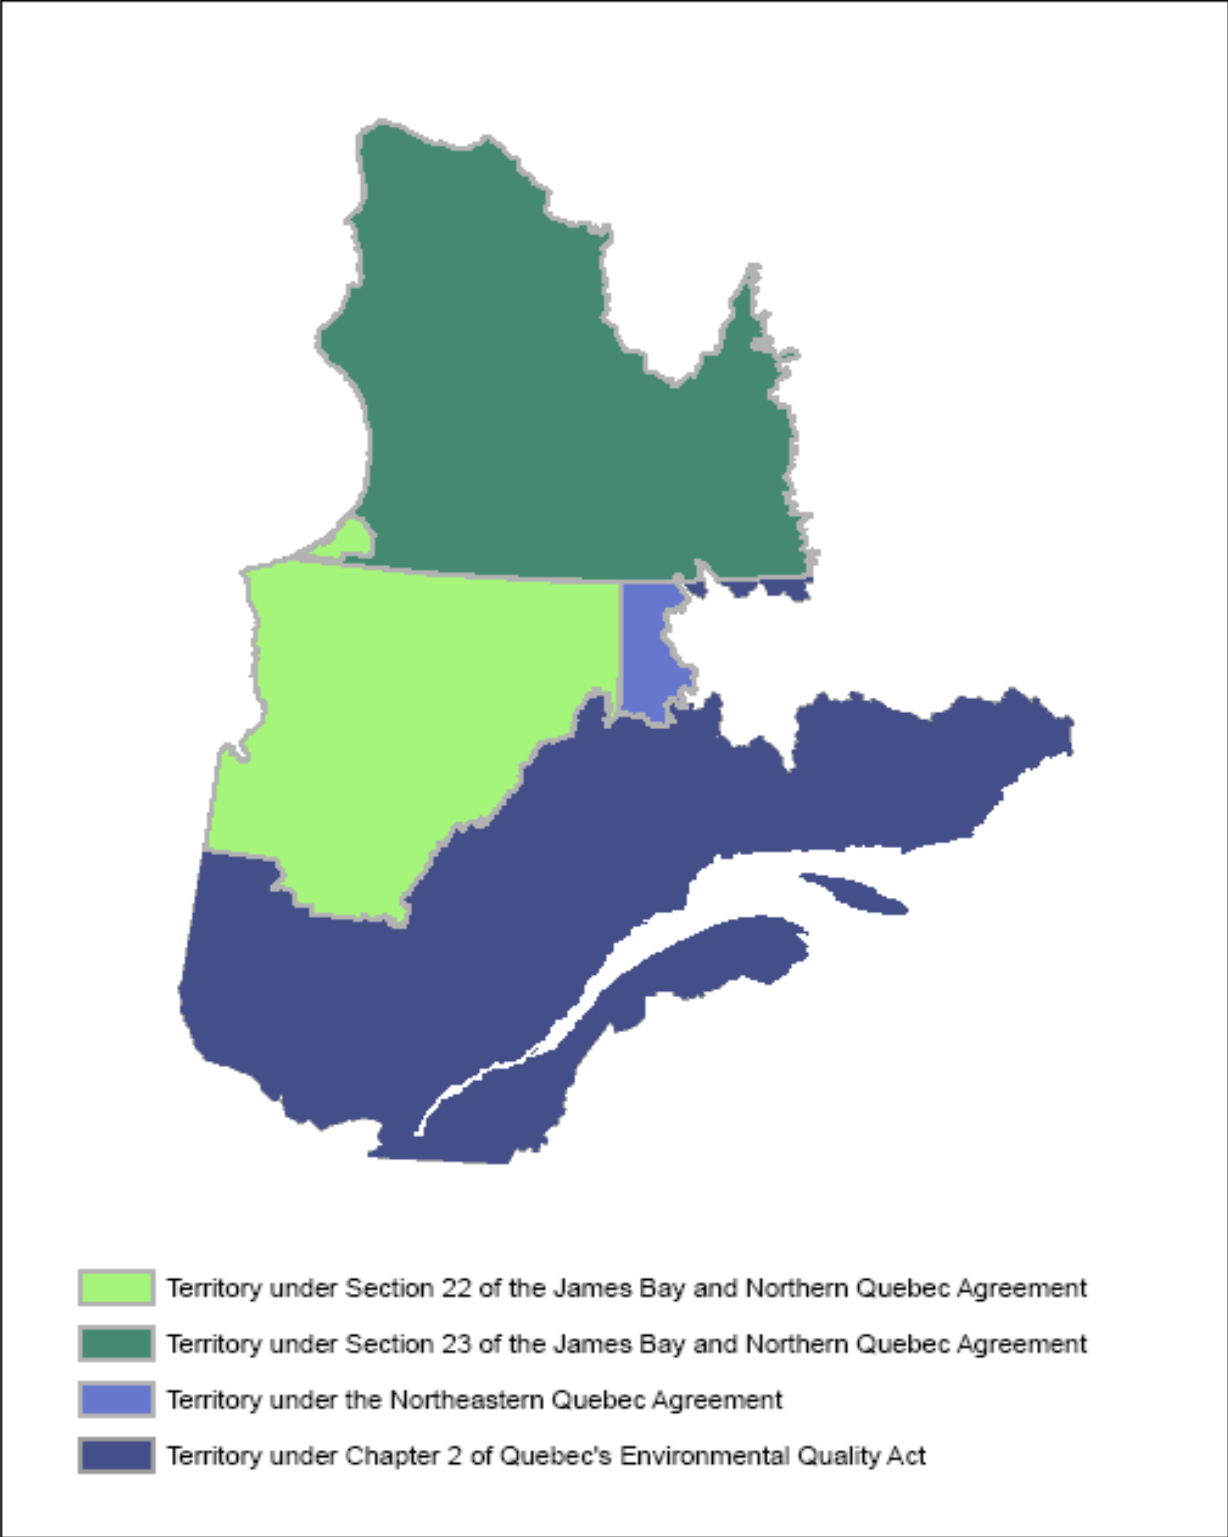 Territory under Section 22 of the James Bay and Northern Quebec Agreement
Territory under Section 23 of the James Bay and Northern Quebec Agreement
Territory under the Northeastern Quebec Agreement
Territory under Chapter 2 of Quebec's Environmental Quality Act